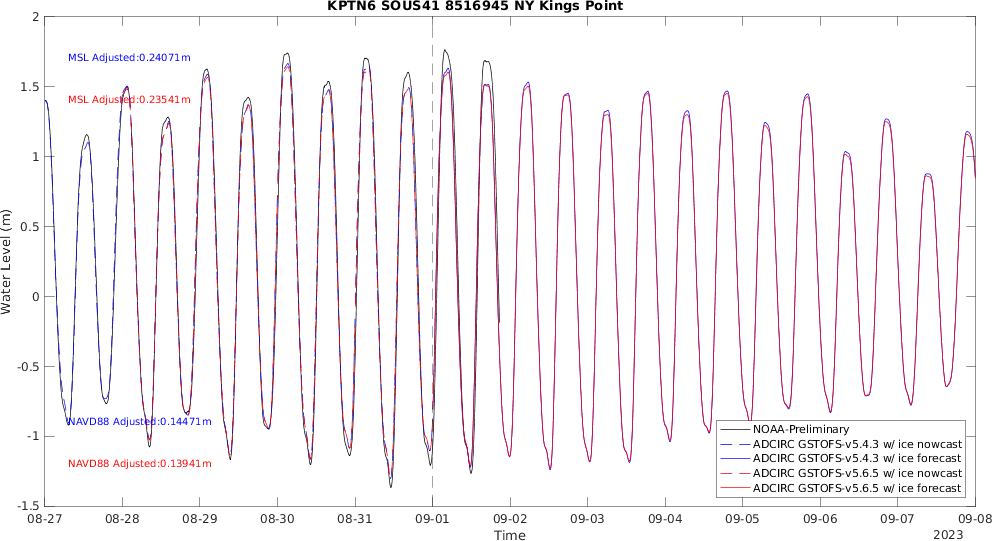 KPTN6 SOUS41 8516945 NY Kings Point
2
1.5
1
0.5
0
-0.5
-1
-1.5
Water Level (m)
MSL Adjusted:0.24071m
MSL Adjusted:0.23541m
NAVD88 Adjusted:0.14471m
NAVD88 Adjusted:0.13941m
NOAA-Preliminary
ADCIRC GSTOFS-v5.4.3 w/ ice nowcast
ADCIRC GSTOFS-v5.4.3 w/ ice forecast
ADCIRC GSTOFS-v5.6.5 w/ ice nowcast
ADCIRC GSTOFS-v5.6.5 w/ ice forecast
08-27 08-28 08-29 08-30 08-31 09-01 09-02 09-03 09-04 09-05 09-06 09-07 09-08
Time
2023